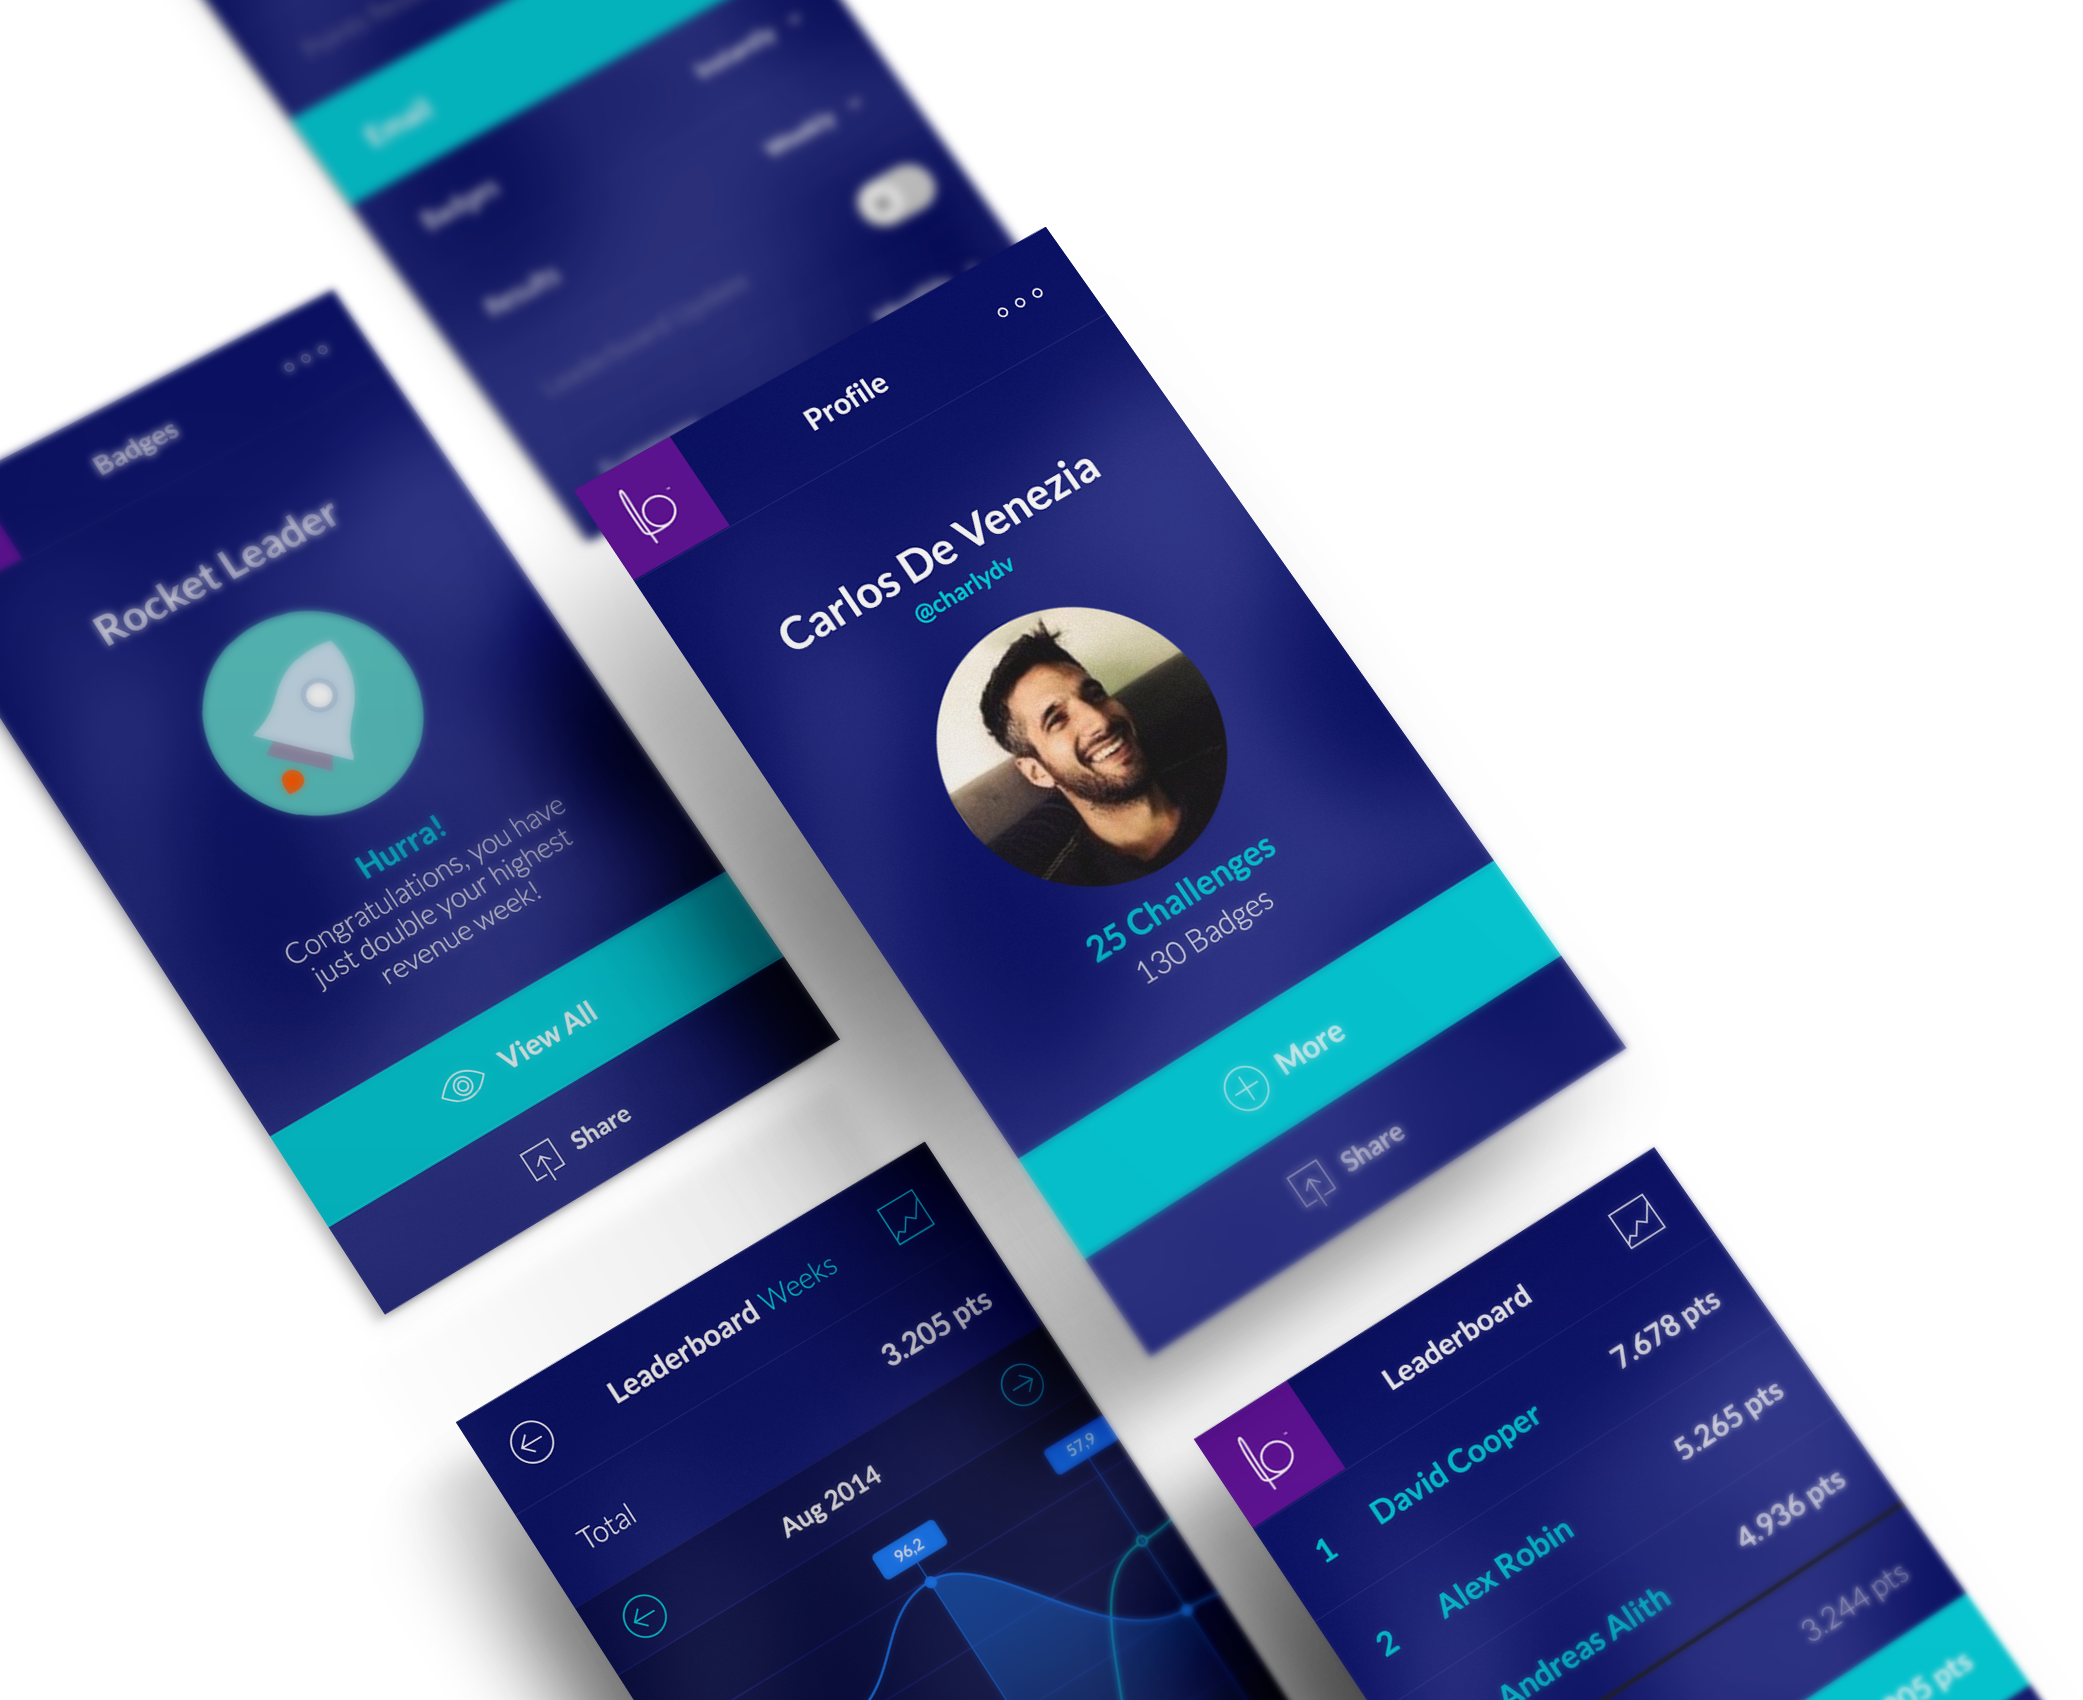 Email
Instantly
Badges
Weekly
Results
Badges
Rocket Leader
Hurra!
Congratulations, you have
just double your highest
revenue week!
View All
Share
Profile
Carlos De Venezia
@charlydv
25 Challenges
130 Badges
More
Share
Leaderboard Weeks
Total 3.205 pts
Aug 2014
96,2
57,9
Leaderboard
1 David Cooper 7.678 pts
2 Alex Robin 5.265 pts
Andreas Alith 4.936 pts
3.244 pts
pts